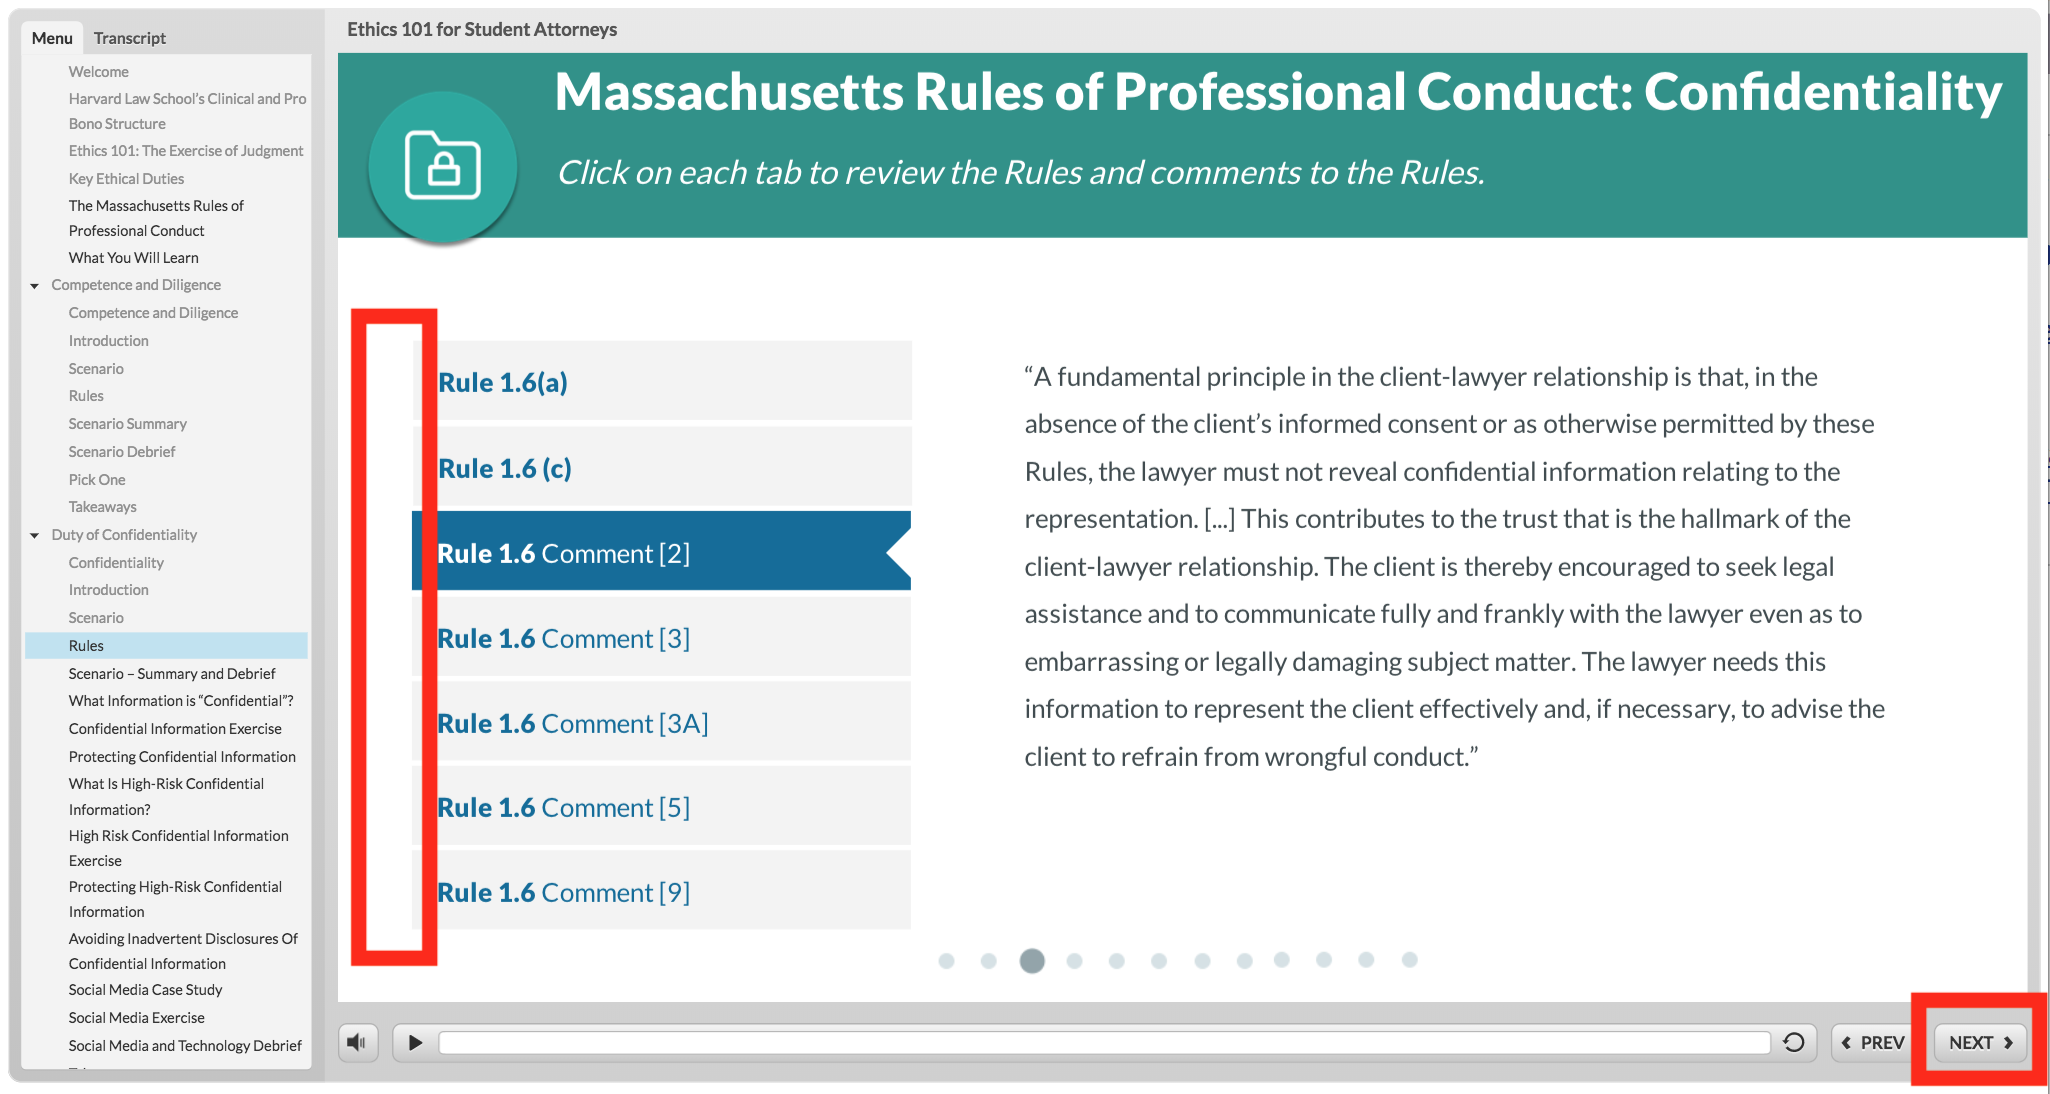 Menu Transcript
Welcome
Harvard Law School's Clinical and Pro
Bono Structure
Ethics 101: The Exercise of Judgment
Key Ethical Duties
The Massachusetts Rules of
Professional Conduct
What You Will Learn
Competence and Diligence
Competence and Diligence
Introduction
Scenario
Rules
Scenario Summary
Scenario Debrief
Pick One
Takeaways
Duty of Confidentiality
Confidentiality
Introduction
Scenario
Rules
Scenario – Summary and Debrief
What Information is “Confidential”?
Confidential Information Exercise
Protecting Confidential Information
What Is High-Risk Confidential
Information?
High Risk Confidential Information
Exercise
Protecting High-Risk Confidential
Information
Avoiding Inadvertent Disclosures Of
Confidential Information
Social Media Case Study
Social Media Exercise
Social Media and Technology Debrief
Ethics 101 for Student Attorneys
Massachusetts Rules of Professional Conduct: Confidentiality
Click on each tab to review the Rules and comments to the Rules.
Rule 1.6(a)
Rule 1.6 (c)
Rule 1.6 Comment [2]
Rule 1.6 Comment [3]
Rule 1.6 Comment [3A]
Rule 1.6 Comment [5]
Rule 1.6 Comment [9]
“A fundamental principle in the client-lawyer relationship is that, in the
absence of the client’s informed consent or as otherwise permitted by these
Rules, the lawyer must not reveal confidential information relating to the
representation. [...] This contributes to the trust that is the hallmark of the
client-lawyer relationship. The client is thereby encouraged to seek legal
assistance and to communicate fully and frankly with the lawyer even as to
embarrassing or legally damaging subject matter. The lawyer needs this
information to represent the client effectively and, if necessary, to advise the
client to refrain from wrongful conduct.”
PREV NEXT